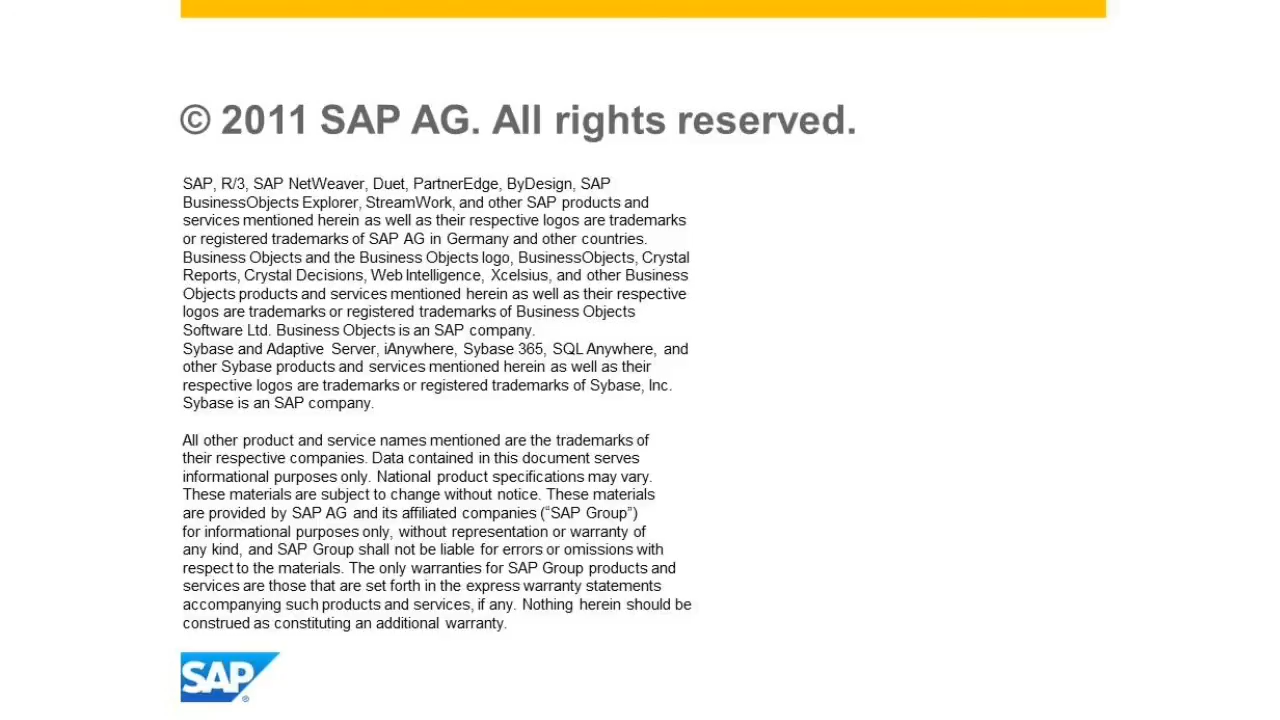 © 2011 SAP AG. All rights reserved.
SAP, R/3, SAP NetWeaver, Duet, PartnerEdge, ByDesign, SAP
BusinessObjects Explorer, StreamWork, and other SAP products and
services mentioned herein as well as their respective logos are trademarks
or registered trademarks of SAP AG in Germany and other countries.
Business Objects and the Business Objects logo, BusinessObjects, Crystal
Reports, Crystal Decisions, Web Intelligence, Xcelsius, and other Business
Objects products and services mentioned herein as well as their respective
logos are trademarks or registered trademarks of Business Objects
Software Ltd. Business Objects is an SAP company.
Sybase and Adaptive Server, iAnywhere, Sybase 365, SQL Anywhere, and
other Sybase products and services mentioned herein as well as their
respective logos are trademarks or registered trademarks of Sybase, Inc.
Sybase is an SAP company.
All other product and service names mentioned are the trademarks of
their respective companies. Data contained in this document serves
informational purposes only. National product specifications may vary.
These materials are subject to change without notice. These materials
are provided by SAP AG and its affiliated companies (“SAP Group”)
for informational purposes only, without representation or warranty of
any kind, and SAP Group shall not be liable for errors or omissions with
respect to the materials. The only warranties for SAP Group products and
services are those that are set forth in the express warranty statements
accompanying such products and services, if any. Nothing herein should be
construed as constituting an additional warranty.
SAP®